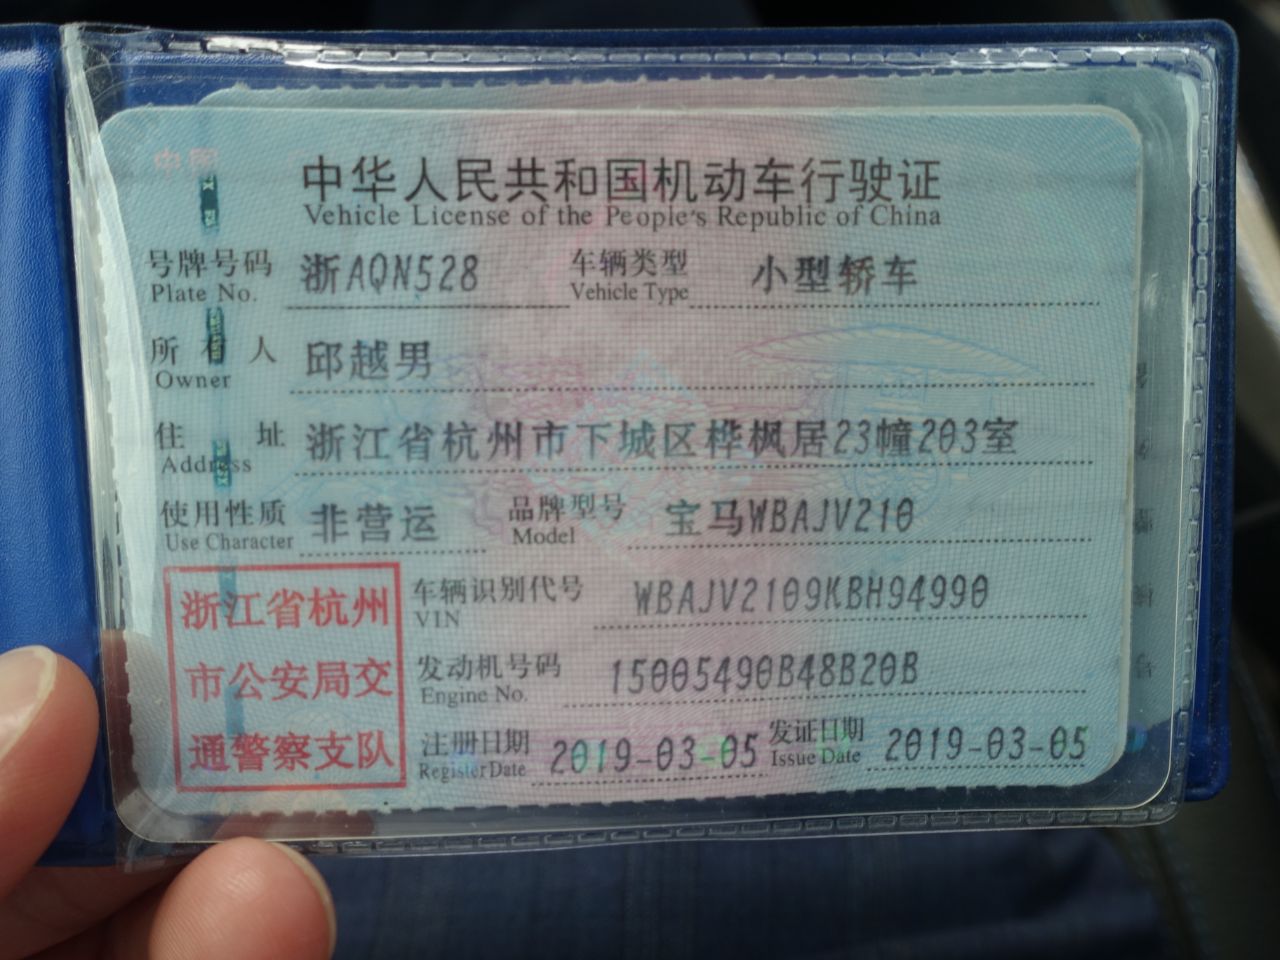 中国
中华人民共和国机动车行驶证
Vehicle License of the People's Republic of China
号牌号码 浙AQN528 车辆类型 小型轿车
Plate No. Vehicle Type
所有人 邱越男
Owner
住址 浙江省杭州市下城区桦枫居23幢203室
Address
使用性质 非营运 品牌型号 宝马WBAJV210
Use Character Model
浙江省杭州
市公安局交
通警察支队
车辆识别代号 WBAJV2109KBH94990
VIN
发动机号码 15005490B48B20B
Engine No.
注册日期 2019-03-05 发证日期 2019-03-05
Register Date Issue Date